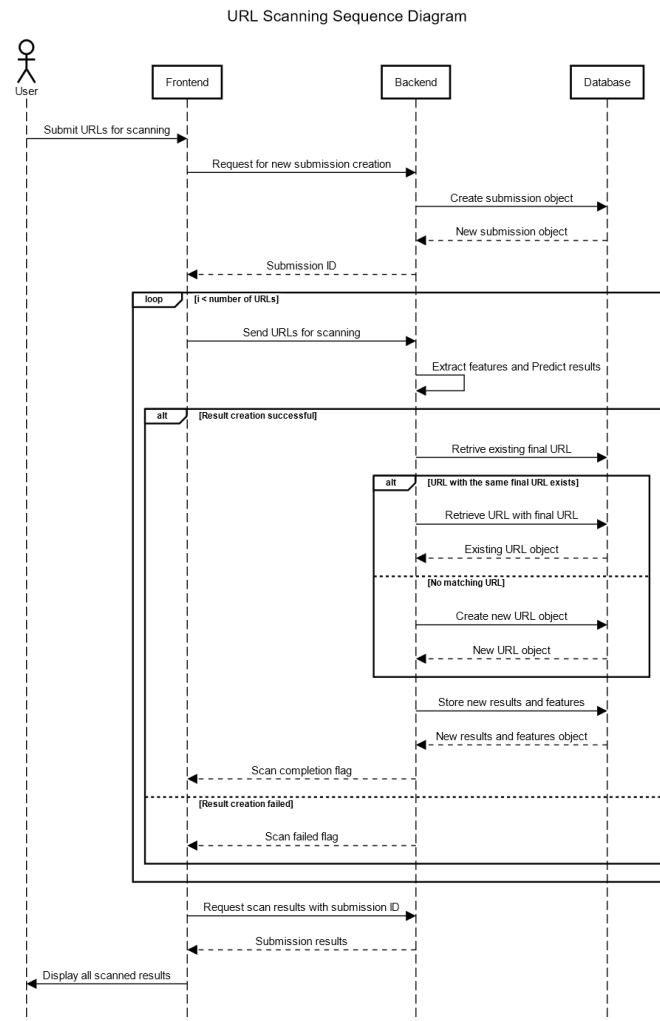 URL Scanning Sequence Diagram
User
Frontend
Backend
Database
Submit URLs for scanning
Request for new submission creation
Create submission object
New submission object
Submission ID
loop [i < number of URLs]
Send URLs for scanning
Extract features and Predict results
alt [Result creation successful]
Retrive existing final URL
alt [URL with the same final URL exists]
Retrieve URL with final URL
Existing URL object
[No matching URL]
Create new URL object
New URL object
Store new results and features
New results and features object
Scan completion flag
[Result creation failed]
Scan failed flag
Request scan results with submission ID
Submission results
Display all scanned results